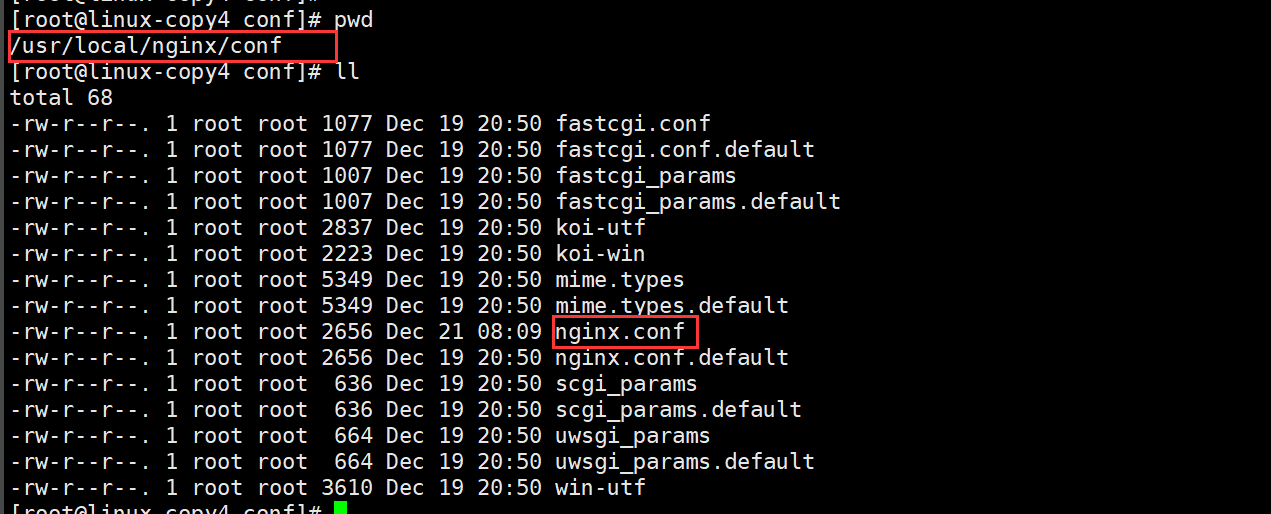 [root@linux-copy4 conf]# pwd
/usr/local/nginx/conf
[root@linux-copy4 conf]# ll
total 68
-rw-r--r--. 1 root root 1077 Dec 19 20:50 fastcgi.conf
-rw-r--r--. 1 root root 1077 Dec 19 20:50 fastcgi.conf.default
-rw-r--r--. 1 root root 1007 Dec 19 20:50 fastcgi_params
-rw-r--r--. 1 root root 1007 Dec 19 20:50 fastcgi_params.default
-rw-r--r--. 1 root root 2837 Dec 19 20:50 koi-utf
-rw-r--r--. 1 root root 2223 Dec 19 20:50 koi-win
-rw-r--r--. 1 root root 5349 Dec 19 20:50 mime.types
-rw-r--r--. 1 root root 5349 Dec 19 20:50 mime.types.default
-rw-r--r--. 1 root root 2656 Dec 21 08:09 nginx.conf
-rw-r--r--. 1 root root 2656 Dec 19 20:50 nginx.conf.default
-rw-r--r--. 1 root root  636 Dec 19 20:50 scgi_params
-rw-r--r--. 1 root root  636 Dec 19 20:50 scgi_params.default
-rw-r--r--. 1 root root  664 Dec 19 20:50 uwsgi_params
-rw-r--r--. 1 root root  664 Dec 19 20:50 uwsgi_params.default
-rw-r--r--. 1 root root 3610 Dec 19 20:50 win-utf
[root@linux-copy4 conf]#